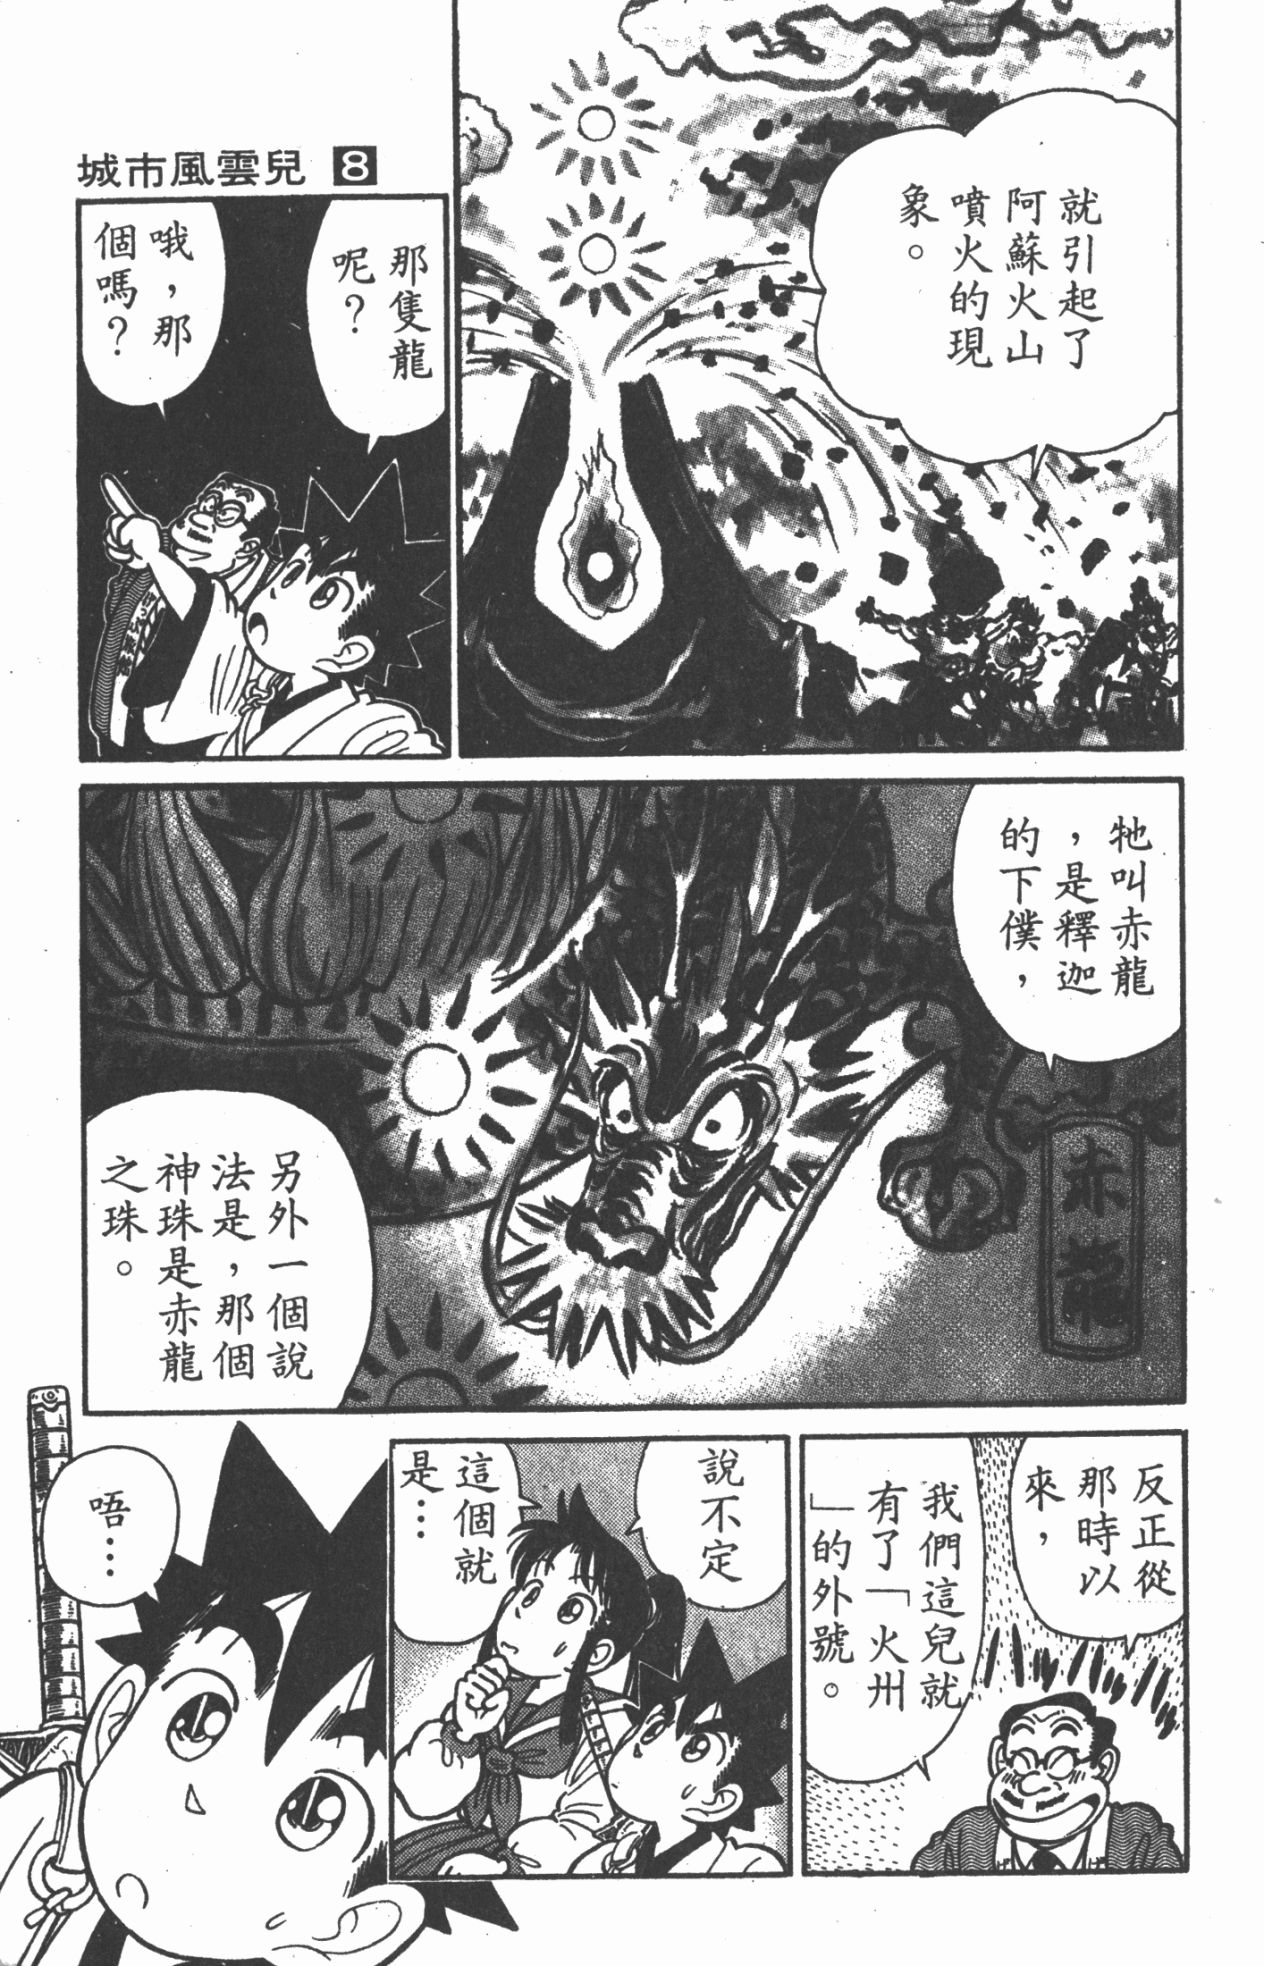 城市風雲兒 8
就引起了
阿蘇火山
噴火的現
象。
那隻龍
呢？
哦，那
個嗎？
牠叫赤龍
，是釋迦
的下僕，
赤龍
另外一個說
法是，那個
神珠是赤龍
之珠。
反正從
那時以
來，
我們這兒就
有了「火州
」的外號。
說不定
這個就
是…
唔…